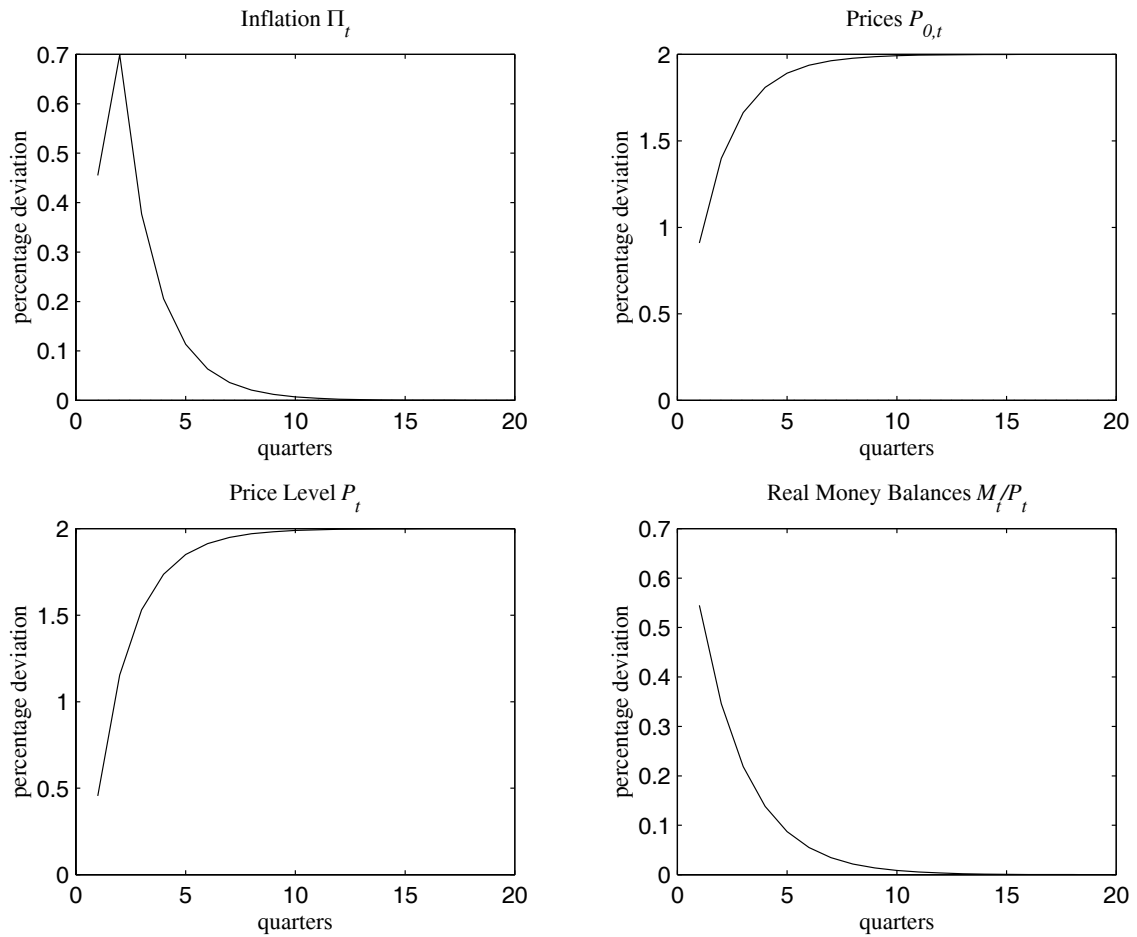 Inflation Π_t
0.7
0.6
0.5
0.4
0.3
0.2
0.1
0
percentage deviation
0 5 10 15 20
quarters
Prices P_{0,t}
2
1.5
1
0.5
0
percentage deviation
0 5 10 15 20
quarters
Price Level P_t
2
1.5
1
0.5
0
percentage deviation
0 5 10 15 20
quarters
Real Money Balances M_t/P_t
0.7
0.6
0.5
0.4
0.3
0.2
0.1
0
percentage deviation
0 5 10 15 20
quarters